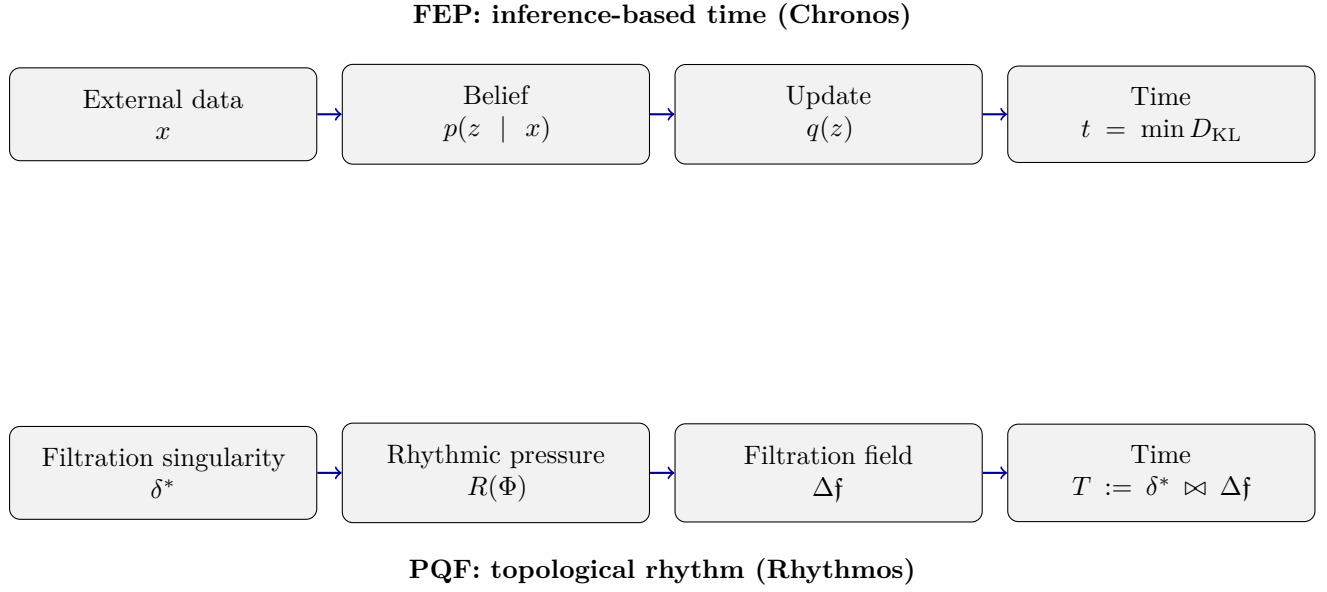 FEP: inference-based time (Chronos)
External data
x
Belief
p(z | x)
Update
q(z)
Time
t = min D_KL
Filtration singularity
δ*
Rhythmic pressure
R(Φ)
Filtration field
Δ𝔣
Time
T := δ* ⋈ Δ𝔣
PQF: topological rhythm (Rhythmos)